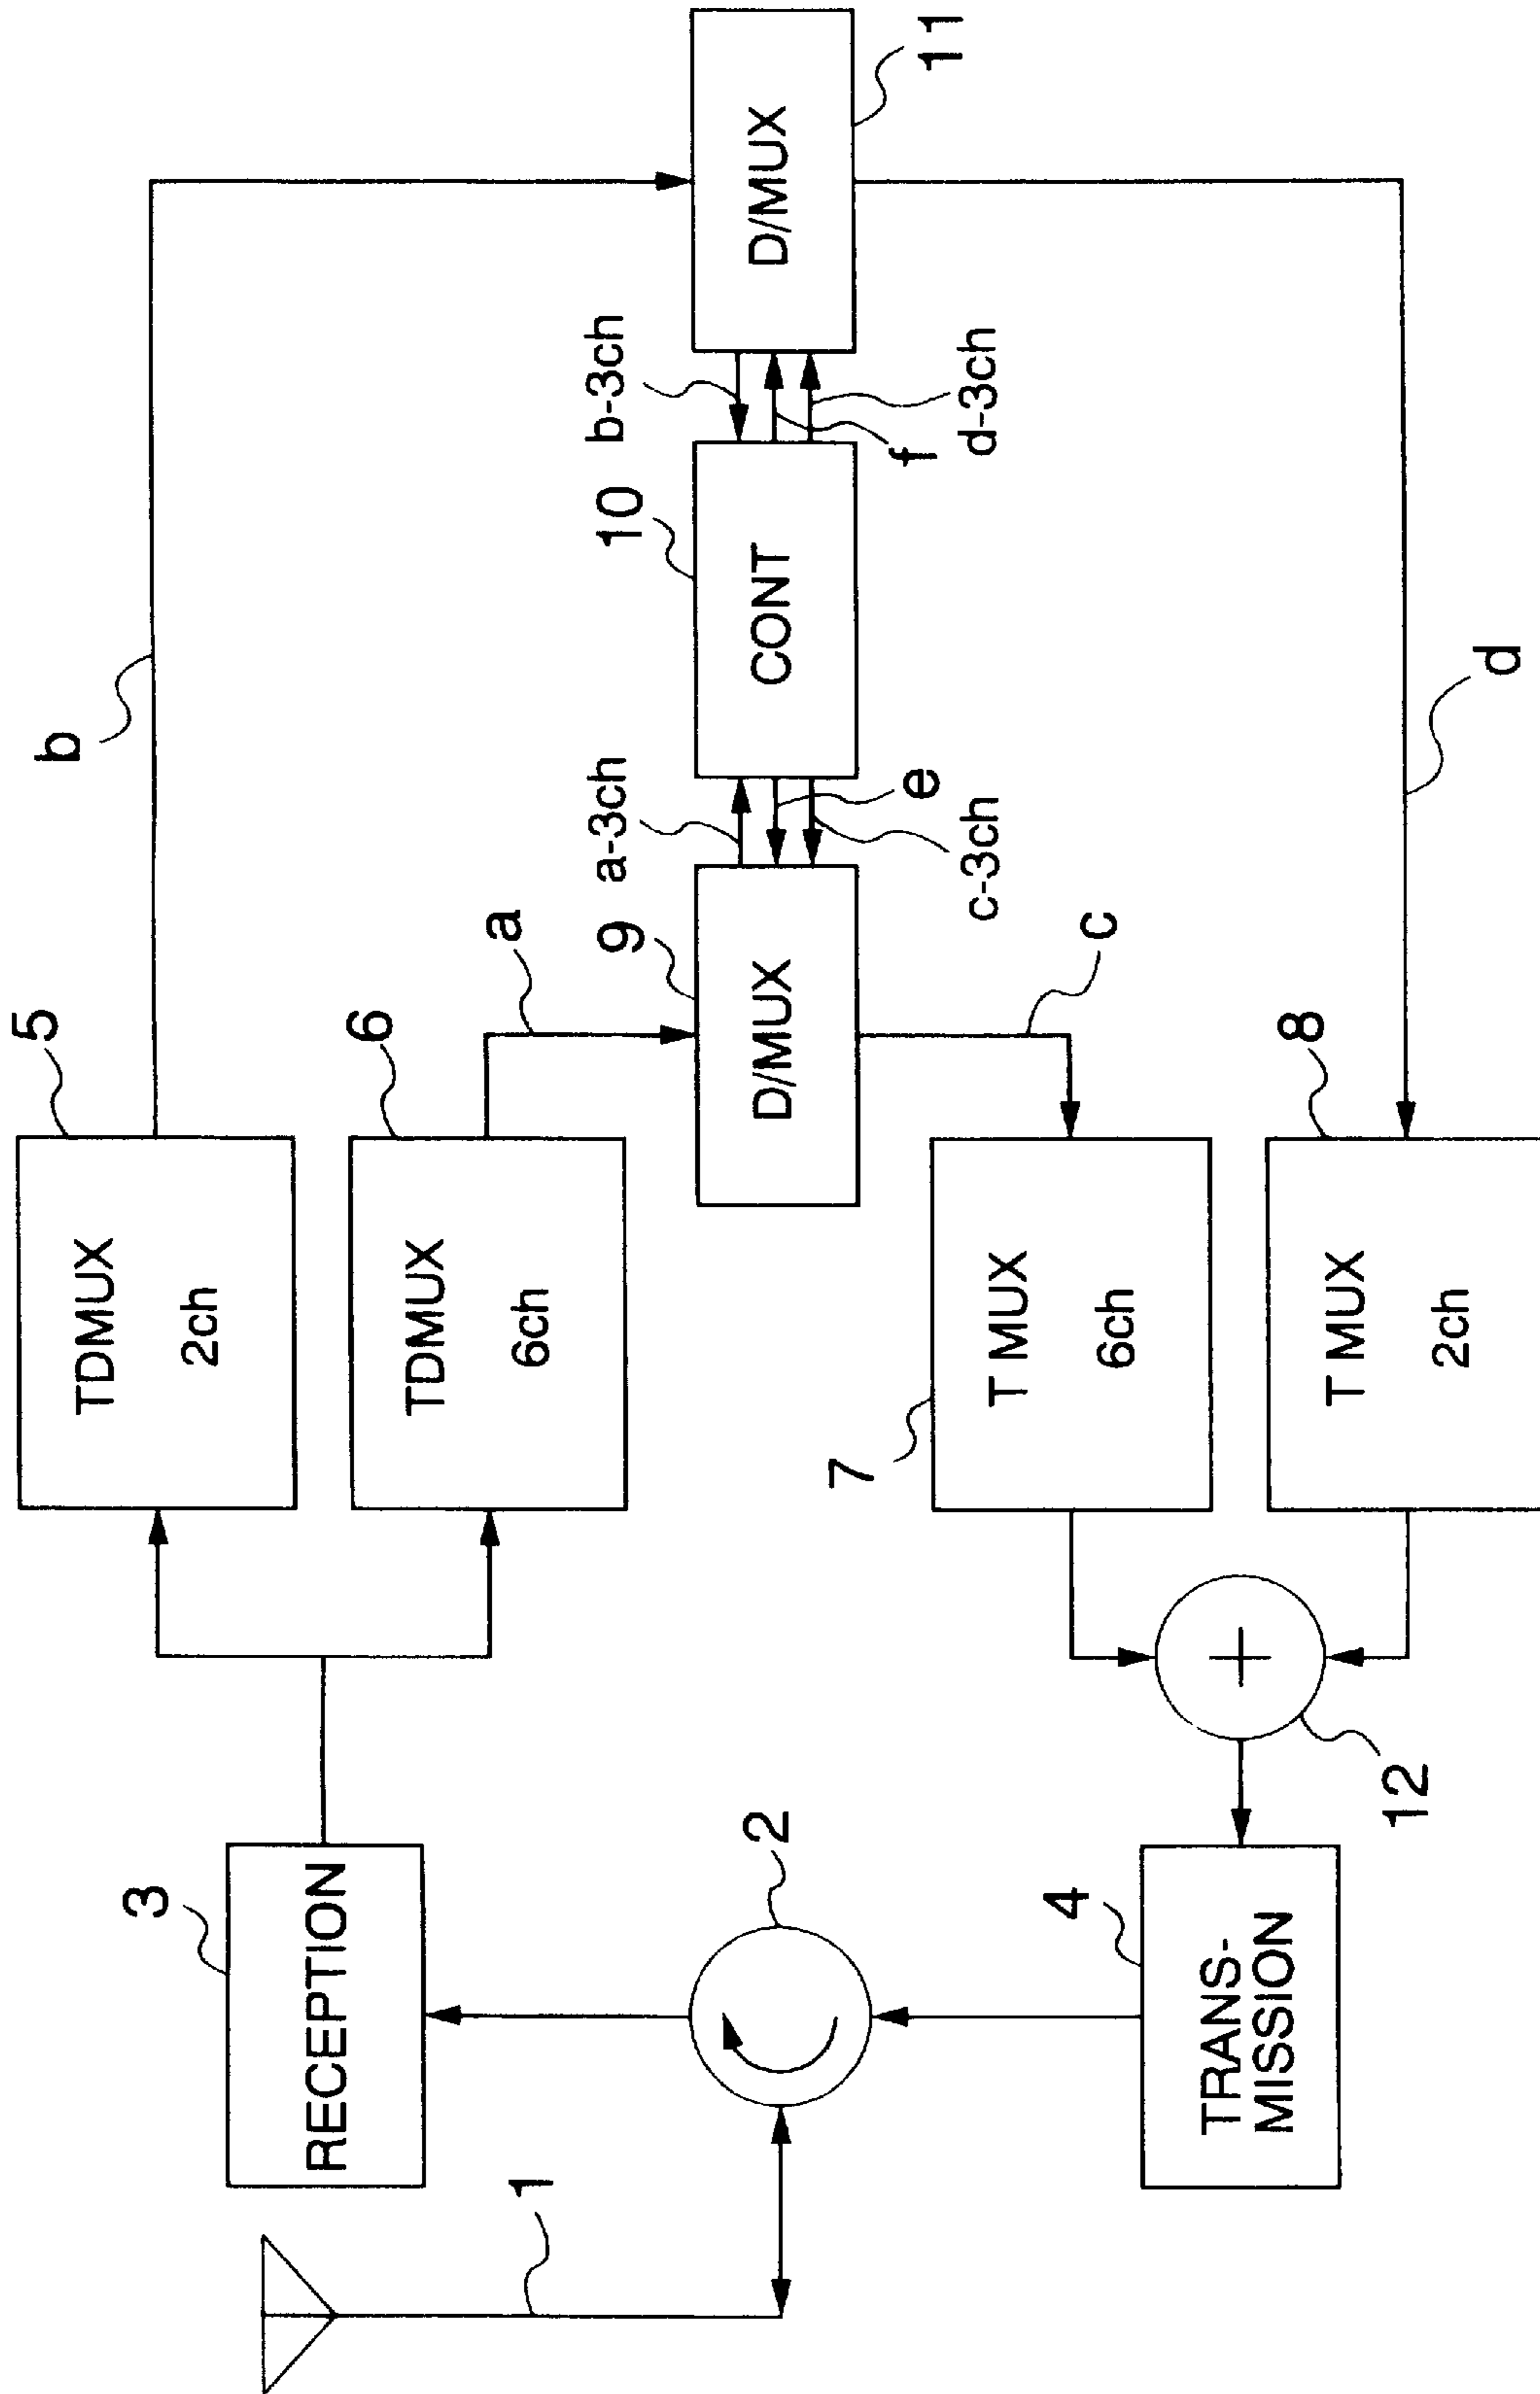 5
b
TDMUX
2ch
3
RECEPTION
6
TDMUX
6ch
a
1
9
a-3ch
10
b-3ch
2
D/MUX
CONT
D/MUX
e
f
11
c-3ch
d-3ch
7
T MUX
6ch
c
4
TRANS-
MISSION
8
T MUX
2ch
12
d